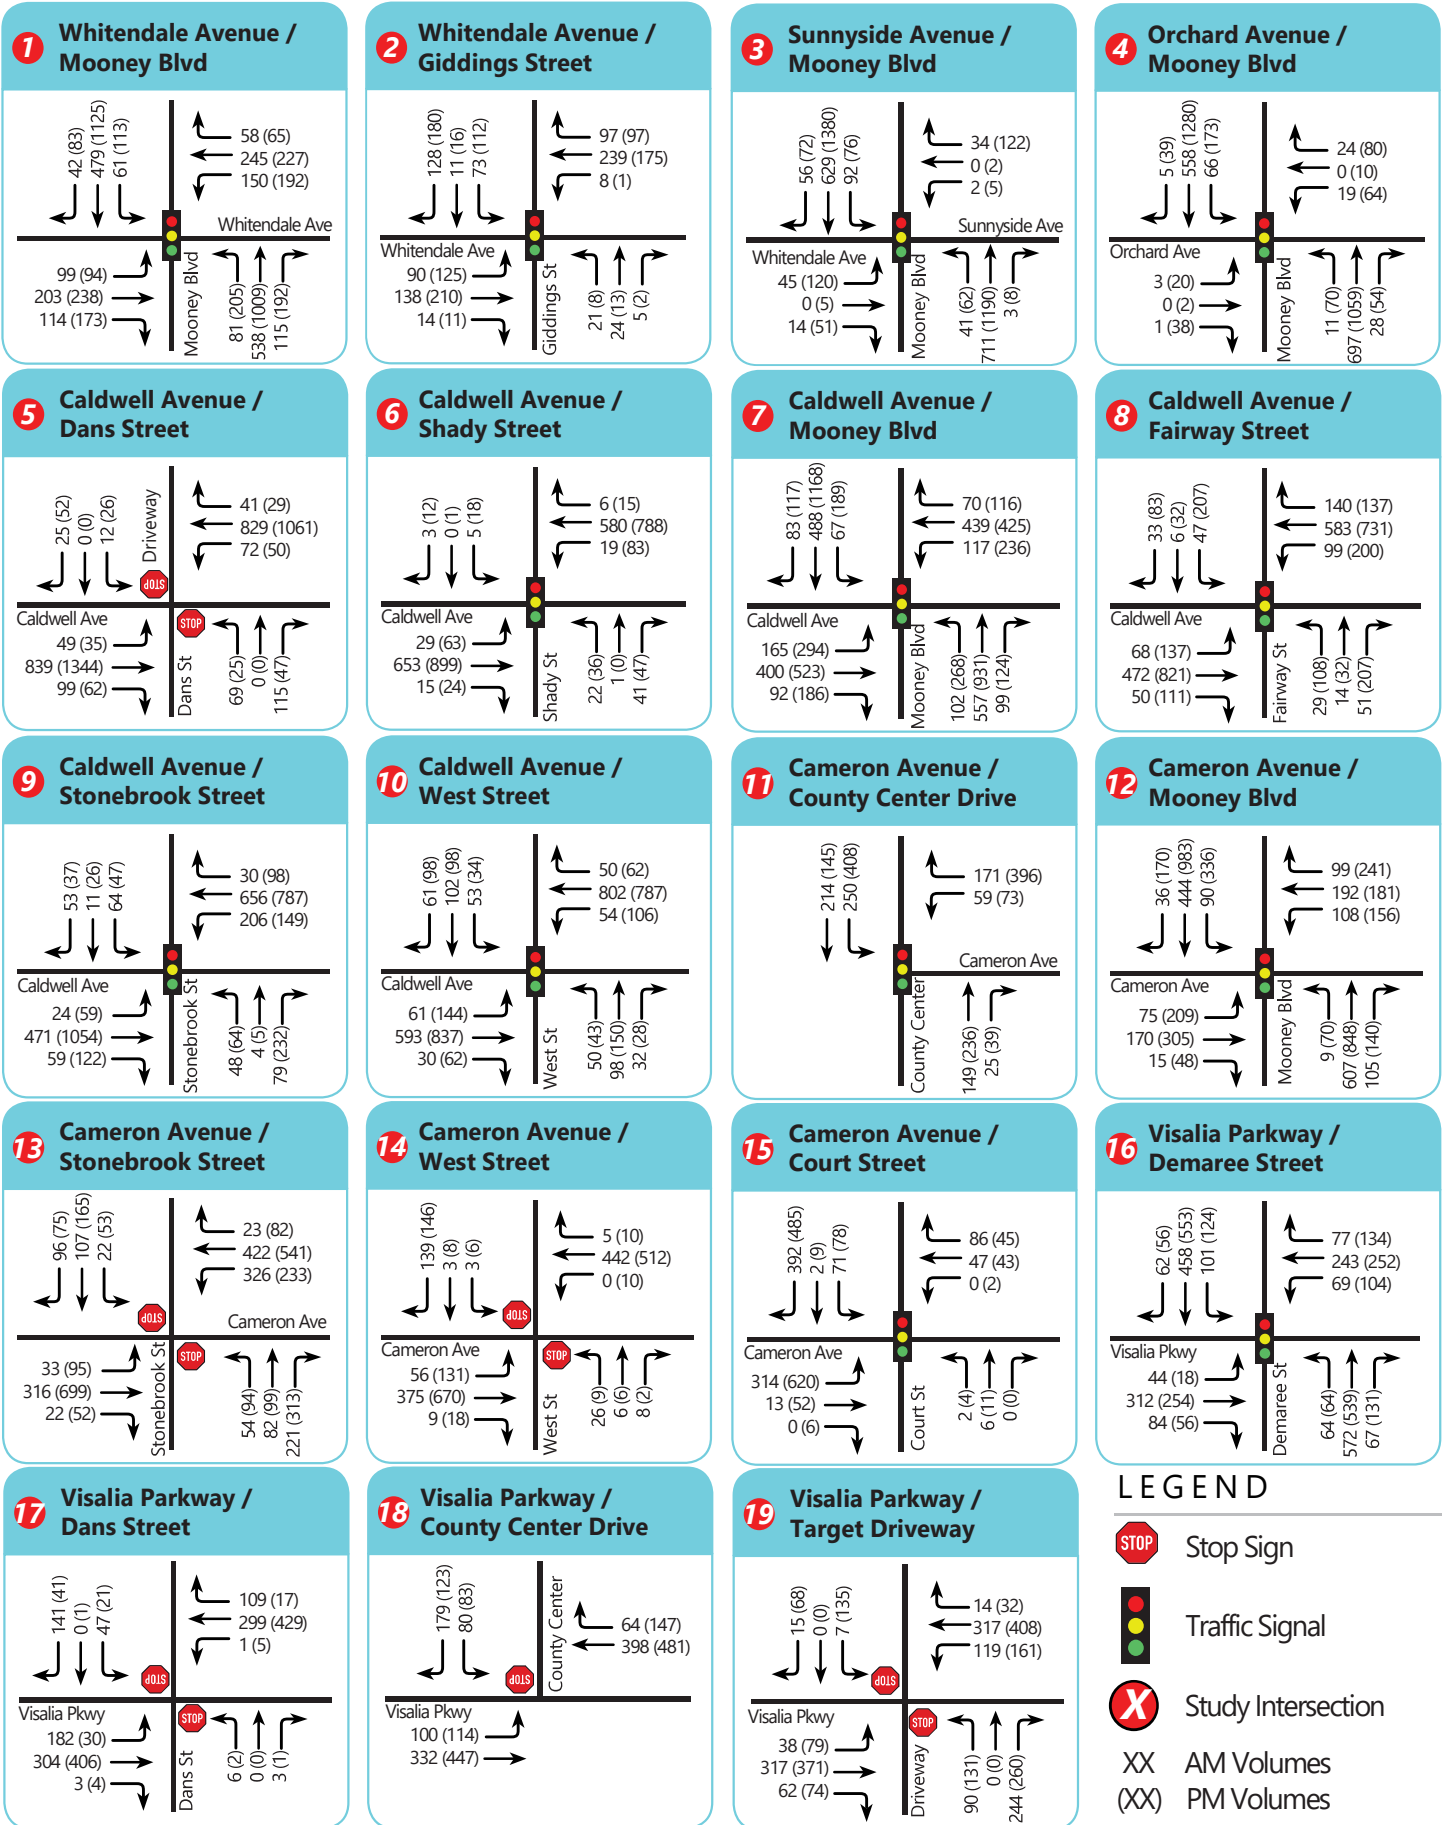 1
Whitendale Avenue /
Mooney Blvd
42 (83)
479 (1125)
61 (113)
58 (65)
245 (227)
150 (192)
Whitendale Ave
99 (94)
203 (238)
114 (173)
Mooney Blvd
81 (205)
538 (1009)
115 (192)
2
Whitendale Avenue /
Giddings Street
128 (180)
11 (16)
73 (112)
97 (97)
239 (175)
8 (1)
Whitendale Ave
90 (125)
138 (210)
14 (11)
Giddings St
21 (8)
24 (13)
5 (2)
3
Sunnyside Avenue /
Mooney Blvd
56 (72)
629 (1380)
92 (76)
34 (122)
0 (2)
2 (5)
Sunnyside Ave
Whitendale Ave
45 (120)
0 (5)
14 (51)
Mooney Blvd
41 (62)
711 (1190)
3 (8)
4
Orchard Avenue /
Mooney Blvd
5 (39)
558 (1280)
66 (173)
24 (80)
0 (10)
19 (64)
Orchard Ave
3 (20)
0 (2)
1 (38)
Mooney Blvd
11 (70)
697 (1059)
28 (54)
5
Caldwell Avenue /
Dans Street
25 (52)
0 (0)
12 (26)
Driveway
STOP
41 (29)
829 (1061)
72 (50)
Caldwell Ave
49 (35)
839 (1344)
99 (62)
STOP
Dans St
69 (25)
0 (0)
115 (47)
6
Caldwell Avenue /
Shady Street
3 (12)
0 (1)
5 (18)
6 (15)
580 (788)
19 (83)
Caldwell Ave
29 (63)
653 (899)
15 (24)
Shady St
22 (36)
1 (0)
41 (47)
7
Caldwell Avenue /
Mooney Blvd
83 (117)
488 (1168)
67 (189)
70 (116)
439 (425)
117 (236)
Caldwell Ave
165 (294)
400 (523)
92 (186)
Mooney Blvd
102 (268)
557 (931)
99 (124)
8
Caldwell Avenue /
Fairway Street
33 (83)
6 (32)
47 (207)
140 (137)
583 (731)
99 (200)
Caldwell Ave
68 (137)
472 (821)
50 (111)
Fairway St
29 (108)
14 (32)
51 (207)
9
Caldwell Avenue /
Stonebrook Street
53 (37)
11 (26)
64 (47)
30 (98)
656 (787)
206 (149)
Caldwell Ave
24 (59)
471 (1054)
59 (122)
Stonebrook St
48 (64)
4 (5)
79 (232)
10
Caldwell Avenue /
West Street
61 (98)
102 (98)
53 (34)
50 (62)
802 (787)
54 (106)
Caldwell Ave
61 (144)
593 (837)
30 (62)
West St
50 (43)
98 (150)
32 (28)
11
Cameron Avenue /
County Center Drive
214 (145)
250 (408)
171 (396)
59 (73)
Cameron Ave
County Center
149 (236)
25 (39)
12
Cameron Avenue /
Mooney Blvd
36 (170)
444 (983)
90 (336)
99 (241)
192 (181)
108 (156)
Cameron Ave
75 (209)
170 (305)
15 (48)
Mooney Blvd
9 (70)
607 (848)
105 (140)
13
Cameron Avenue /
Stonebrook Street
96 (75)
107 (165)
22 (53)
STOP
23 (82)
422 (541)
326 (233)
Cameron Ave
33 (95)
316 (699)
22 (52)
STOP
Stonebrook St
54 (94)
82 (99)
221 (313)
14
Cameron Avenue /
West Street
139 (146)
3 (8)
3 (6)
STOP
5 (10)
442 (512)
0 (10)
Cameron Ave
56 (131)
375 (670)
9 (18)
STOP
West St
26 (9)
6 (6)
8 (2)
15
Cameron Avenue /
Court Street
392 (485)
2 (9)
71 (78)
86 (45)
47 (43)
0 (2)
Cameron Ave
314 (620)
13 (52)
0 (6)
Court St
2 (4)
6 (11)
0 (0)
16
Visalia Parkway /
Demaree Street
62 (56)
458 (553)
101 (124)
77 (134)
243 (252)
69 (104)
Visalia Pkwy
44 (18)
312 (254)
84 (56)
Demaree St
64 (64)
572 (539)
67 (131)
17
Visalia Parkway /
Dans Street
141 (41)
0 (1)
47 (21)
STOP
109 (17)
299 (429)
1 (5)
Visalia Pkwy
182 (30)
304 (406)
3 (4)
STOP
Dans St
6 (2)
0 (0)
3 (1)
18
Visalia Parkway /
County Center Drive
179 (123)
80 (83)
STOP
County Center
64 (147)
398 (481)
Visalia Pkwy
100 (114)
332 (447)
19
Visalia Parkway /
Target Driveway
15 (68)
0 (0)
7 (135)
STOP
14 (32)
317 (408)
119 (161)
Visalia Pkwy
38 (79)
317 (371)
62 (74)
STOP
Driveway
90 (131)
0 (0)
244 (260)
LEGEND
STOP Stop Sign
Traffic Signal
X Study Intersection
XX AM Volumes
(XX) PM Volumes